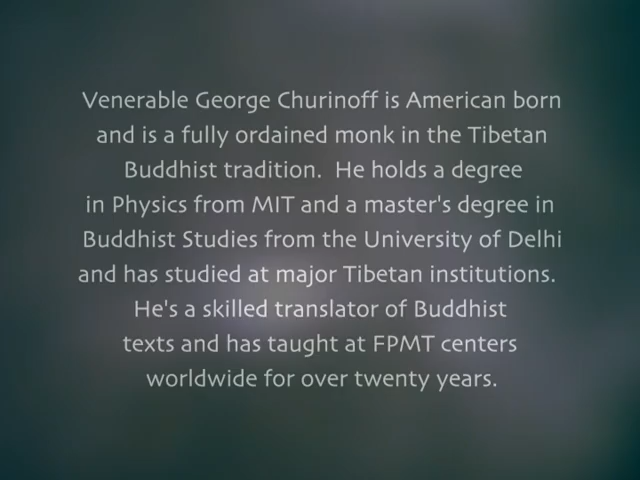 Venerable George Churinoff is American born
and is a fully ordained monk in the Tibetan
Buddhist tradition.  He holds a degree
in Physics from MIT and a master's degree in
Buddhist Studies from the University of Delhi
and has studied at major Tibetan institutions.
He's a skilled translator of Buddhist
texts and has taught at FPMT centers
worldwide for over twenty years.